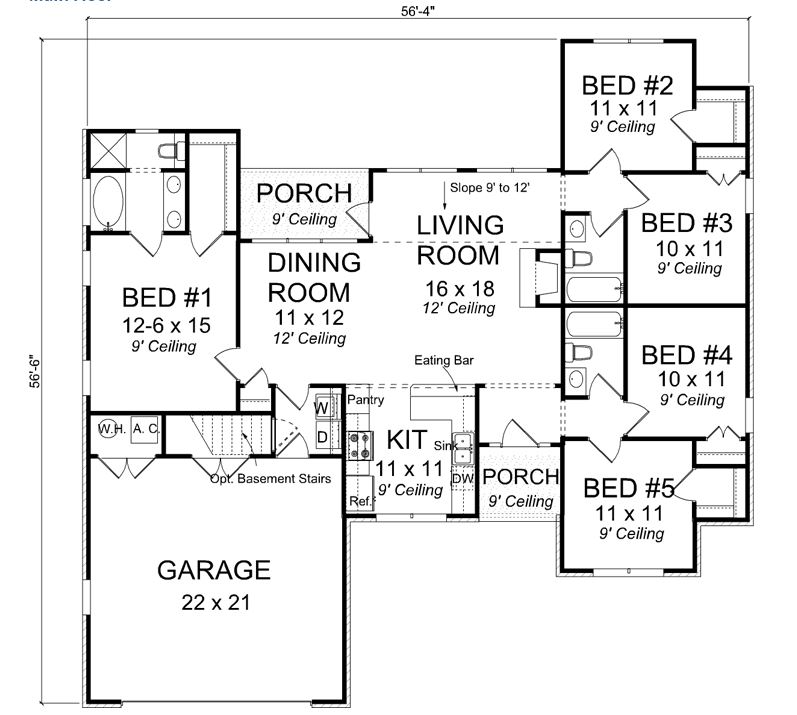 Main Floor
56'-4"
56'-6"
BED #2
11 x 11
9' Ceiling
PORCH
9' Ceiling
Slope 9' to 12'
LIVING
ROOM
16 x 18
12' Ceiling
BED #3
10 x 11
9' Ceiling
DINING
ROOM
11 x 12
12' Ceiling
BED #1
12-6 x 15
9' Ceiling
Eating Bar
BED #4
10 x 11
9' Ceiling
Pantry
W
D
W.H.
A.C.
KIT
11 x 11
9' Ceiling
Sink
DW
Ref.
Opt. Basement Stairs
PORCH
9' Ceiling
BED #5
11 x 11
9' Ceiling
GARAGE
22 x 21